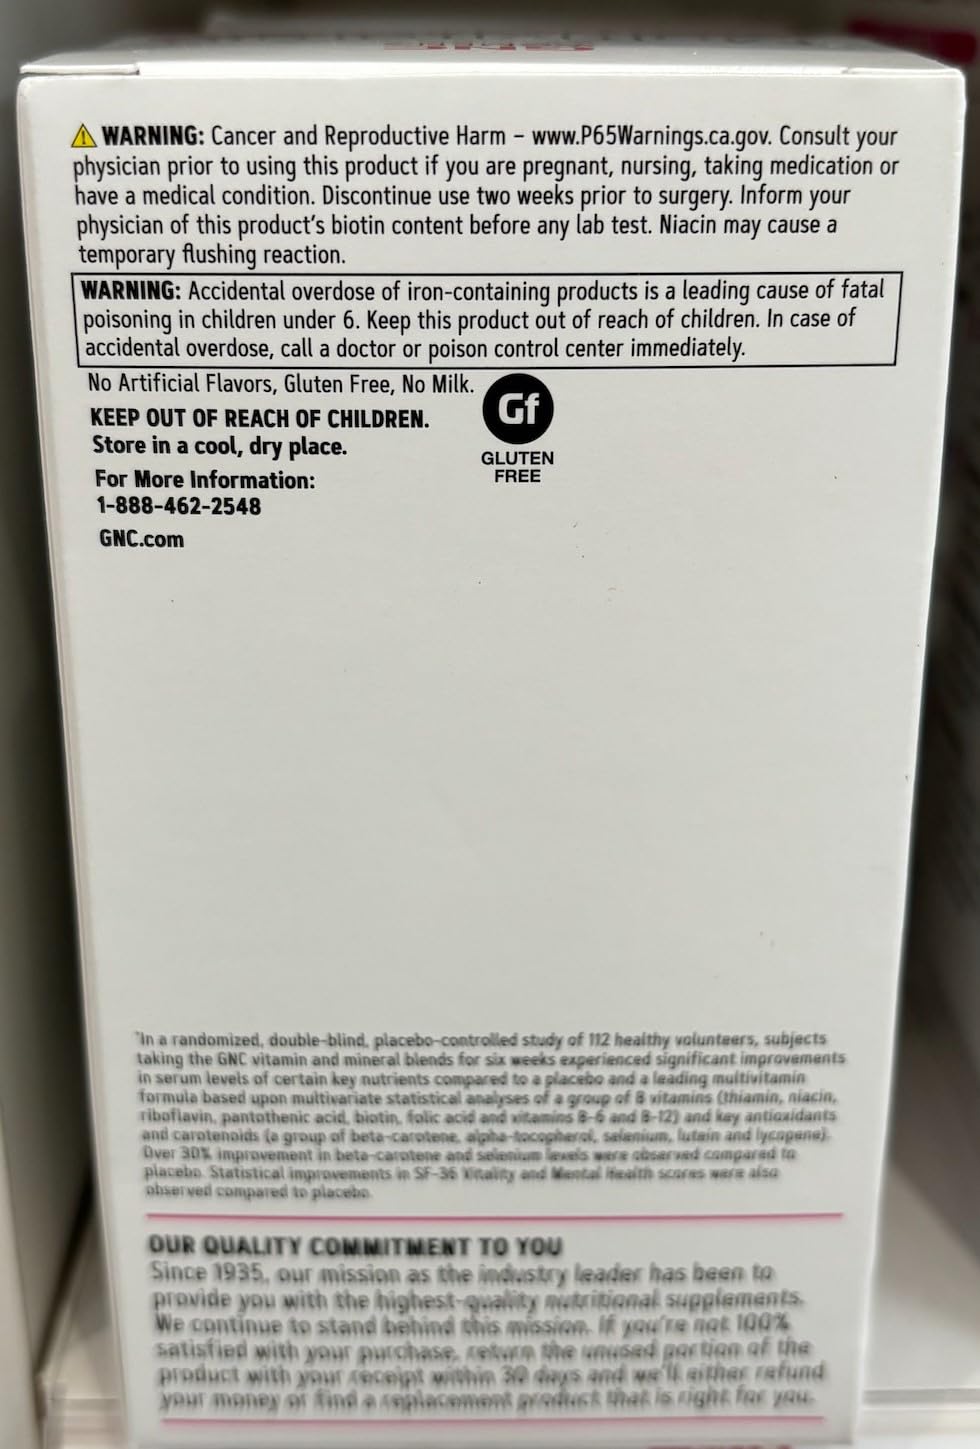 WARNING: Cancer and Reproductive Harm – www.P65Warnings.ca.gov. Consult your
physician prior to using this product if you are pregnant, nursing, taking medication or
have a medical condition. Discontinue use two weeks prior to surgery. Inform your
physician of this product's biotin content before any lab test. Niacin may cause a
temporary flushing reaction.
WARNING: Accidental overdose of iron-containing products is a leading cause of fatal
poisoning in children under 6. Keep this product out of reach of children. In case of
accidental overdose, call a doctor or poison control center immediately.
No Artificial Flavors, Gluten Free, No Milk.
KEEP OUT OF REACH OF CHILDREN.
Store in a cool, dry place.
For More Information:
1-888-462-2548
GNC.com
Gf
GLUTEN
FREE
*In a randomized, double-blind, placebo-controlled study of 112 healthy volunteers, subjects
taking the GNC vitamin and mineral blends for six weeks experienced significant improvements
in serum levels of certain key nutrients compared to a placebo and a leading multivitamin
formula based upon multivariate statistical analyses of a group of 8 vitamins (thiamin, niacin,
riboflavin, pantothenic acid, biotin, folic acid and vitamins B-6 and B-12) and key antioxidants
and carotenoids (a group of beta-carotene, alpha-tocopherol, selenium, lutein and lycopene).
Over 30% improvement in beta-carotene and selenium levels were observed compared to
placebo. Statistical improvements in SF-36 Vitality and Mental Health scores were also
observed compared to placebo.
OUR QUALITY COMMITMENT TO YOU
Since 1935, our mission as the industry leader has been to
provide you with the highest-quality nutritional supplements.
We continue to stand behind this mission. If you're not 100%
satisfied with your purchase, return the unused portion of the
product with your receipt within 30 days and we'll either refund
your money or find a replacement product that is right for you.